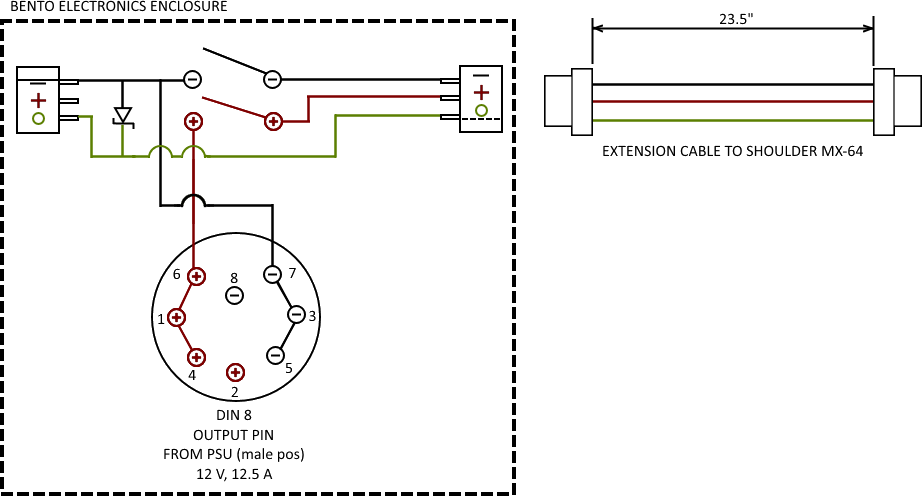 BENTO ELECTRONICS ENCLOSURE
23.5"
EXTENSION CABLE TO SHOULDER MX-64
6
8
7
1
3
4
5
2
DIN 8
OUTPUT PIN
FROM PSU (male pos)
12 V, 12.5 A